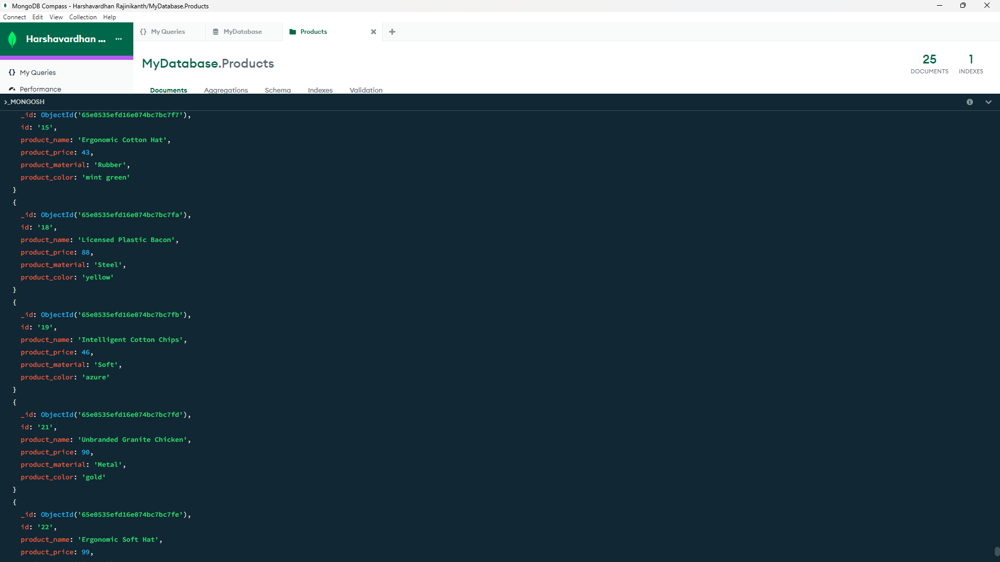 MongoDB Compass - Harshavardhan Rajinikanth/MyDatabase.Products
Connect Edit View Collection Help
Harshavardhan ... ···
{} My Queries
MyDatabase
Products
MyDatabase.Products
25
DOCUMENTS
1
INDEXES
{} My Queries
Performance
Documents Aggregations Schema Indexes Validation
>_MONGOSH
_id: ObjectId('65e0535efd16e074bc7bc7f7'),
id: '15',
product_name: 'Ergonomic Cotton Hat',
product_price: 43,
product_material: 'Rubber',
product_color: 'mint green'
}
{
_id: ObjectId('65e0535efd16e074bc7bc7fa'),
id: '18',
product_name: 'Licensed Plastic Bacon',
product_price: 88,
product_material: 'Steel',
product_color: 'yellow'
}
{
_id: ObjectId('65e0535efd16e074bc7bc7fb'),
id: '19',
product_name: 'Intelligent Cotton Chips',
product_price: 46,
product_material: 'Soft',
product_color: 'azure'
}
{
_id: ObjectId('65e0535efd16e074bc7bc7fd'),
id: '21',
product_name: 'Unbranded Granite Chicken',
product_price: 90,
product_material: 'Metal',
product_color: 'gold'
}
{
_id: ObjectId('65e0535efd16e074bc7bc7fe'),
id: '22',
product_name: 'Ergonomic Soft Hat',
product_price: 99,